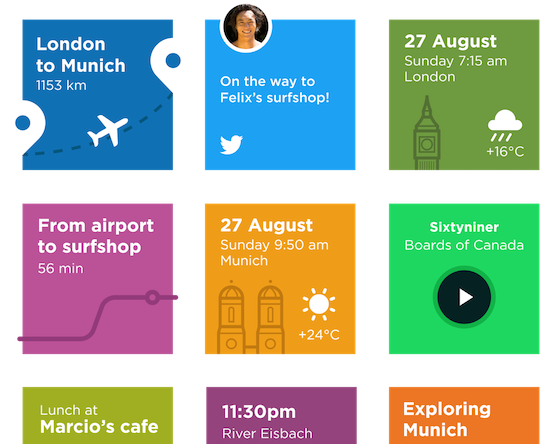 London
to Munich
1153 km
On the way to
Felix's surfshop!
27 August
Sunday 7:15 am
London
+16°C
From airport
to surfshop
56 min
27 August
Sunday 9:50 am
Munich
+24°C
Sixtyniner
Boards of Canada
Lunch at
Marcio's cafe
11:30pm
River Eisbach
Exploring
Munich